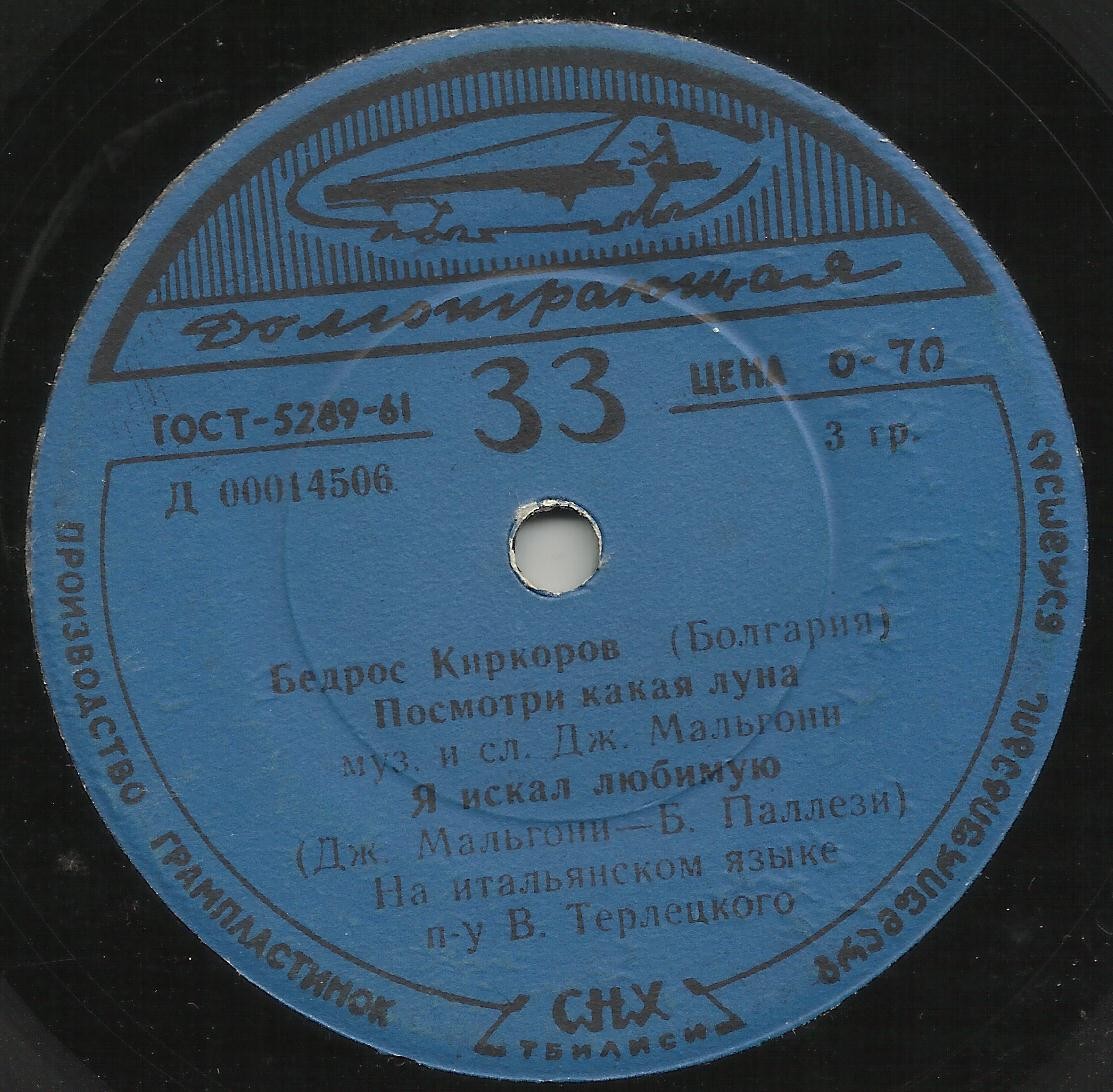 Долгоиграющая
33
ГОСТ-5289-61
ЦЕНА 0-70
Д 00014506
3 гр.
Бедрос Киркоров (Болгария)
Посмотри какая луна
муз. и сл. Дж. Мальгони
Я искал любимую
(Дж. Мальгони—Б. Паллези)
На итальянском языке
п-у В. Терлецкого
ПРОИЗВОДСТВО ГРАМПЛАСТИНОК
СНХ
ТБИЛИСИ
გრამფირფიტების